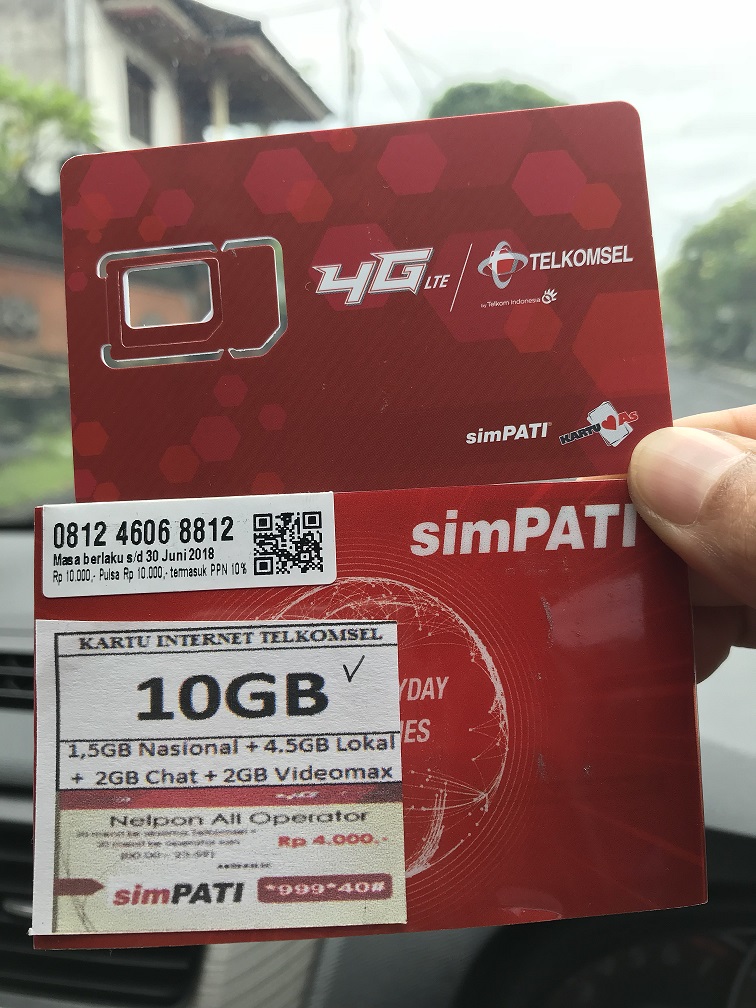 4G LTE
TELKOMSEL
by Telkom Indonesia
simPATI
KARTU As
0812 4606 8812
Masa berlaku s/d 30 Juni 2018
Rp 10.000,- Pulsa Rp 10.000,- termasuk PPN 10%
simPATI
YDAY
ES
KARTU INTERNET TELKOMSEL
10GB
1,5GB Nasional + 4.5GB Lokal
+ 2GB Chat + 2GB Videomax
Nelpon All Operator
Rp 4.000.-
simPATI *999*40#